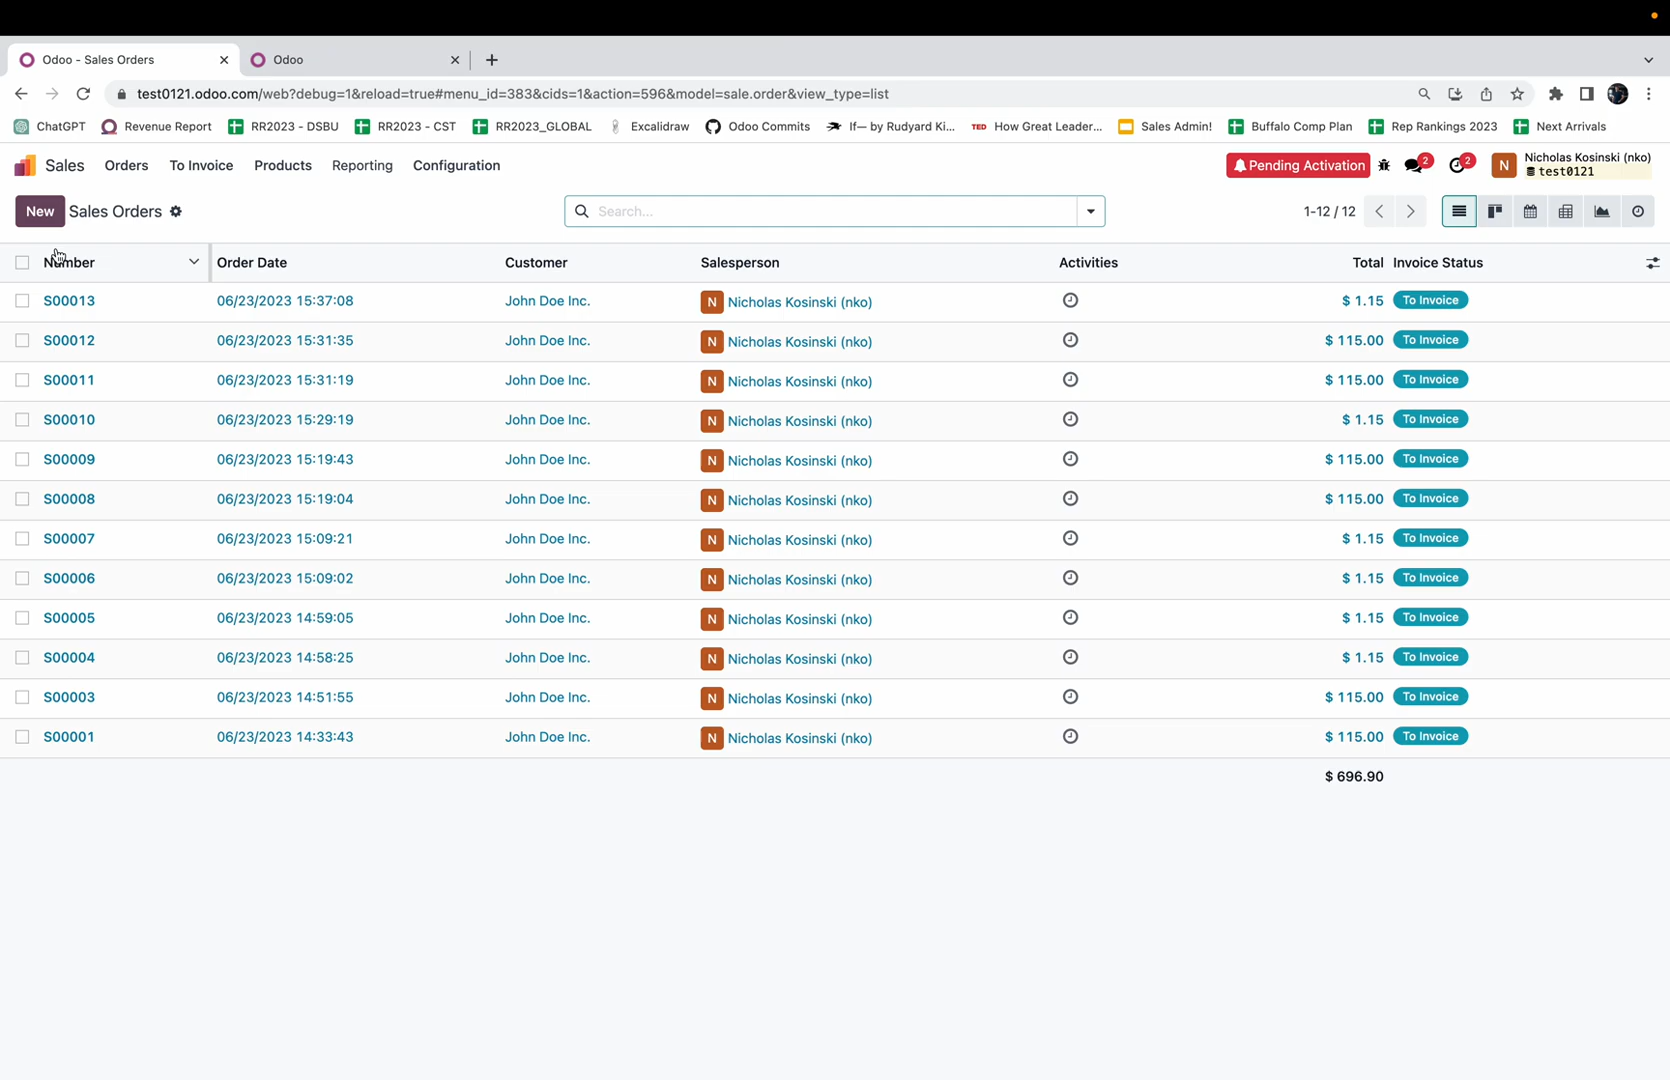 Odoo - Sales Orders
Odoo
test0121.odoo.com/web?debug=1&reload=true#menu_id=383&cids=1&action=596&model=sale.order&view_type=list
ChatGPT Revenue Report RR2023 - DSBU RR2023 - CST RR2023_GLOBAL Excalidraw Odoo Commits If— by Rudyard Ki... TED How Great Leader... Sales Admin! Buffalo Comp Plan Rep Rankings 2023 Next Arrivals
Sales Orders To Invoice Products Reporting Configuration Pending Activation 2 2 N Nicholas Kosinski (nko)
test0121
New Sales Orders Search... 1-12 / 12
Number Order Date Customer Salesperson Activities Total Invoice Status
S00013 06/23/2023 15:37:08 John Doe Inc. N Nicholas Kosinski (nko) $ 1.15 To Invoice
S00012 06/23/2023 15:31:35 John Doe Inc. N Nicholas Kosinski (nko) $ 115.00 To Invoice
S00011 06/23/2023 15:31:19 John Doe Inc. N Nicholas Kosinski (nko) $ 115.00 To Invoice
S00010 06/23/2023 15:29:19 John Doe Inc. N Nicholas Kosinski (nko) $ 1.15 To Invoice
S00009 06/23/2023 15:19:43 John Doe Inc. N Nicholas Kosinski (nko) $ 115.00 To Invoice
S00008 06/23/2023 15:19:04 John Doe Inc. N Nicholas Kosinski (nko) $ 115.00 To Invoice
S00007 06/23/2023 15:09:21 John Doe Inc. N Nicholas Kosinski (nko) $ 1.15 To Invoice
S00006 06/23/2023 15:09:02 John Doe Inc. N Nicholas Kosinski (nko) $ 1.15 To Invoice
S00005 06/23/2023 14:59:05 John Doe Inc. N Nicholas Kosinski (nko) $ 1.15 To Invoice
S00004 06/23/2023 14:58:25 John Doe Inc. N Nicholas Kosinski (nko) $ 1.15 To Invoice
S00003 06/23/2023 14:51:55 John Doe Inc. N Nicholas Kosinski (nko) $ 115.00 To Invoice
S00001 06/23/2023 14:33:43 John Doe Inc. N Nicholas Kosinski (nko) $ 115.00 To Invoice
$ 696.90